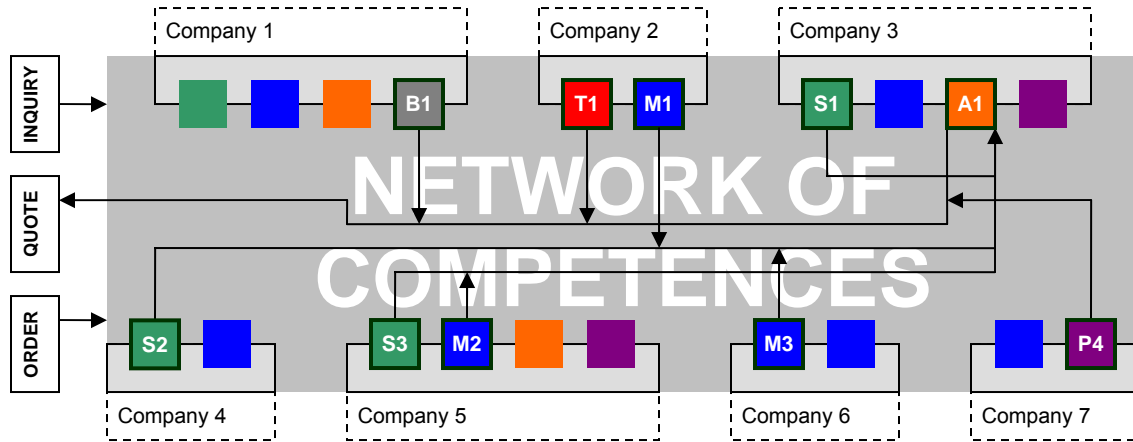 Company 1
Company 2
Company 3
INQUIRY
B1
T1
M1
S1
A1
NETWORK OF
COMPETENCES
QUOTE
ORDER
S2
S3
M2
M3
P4
Company 4
Company 5
Company 6
Company 7